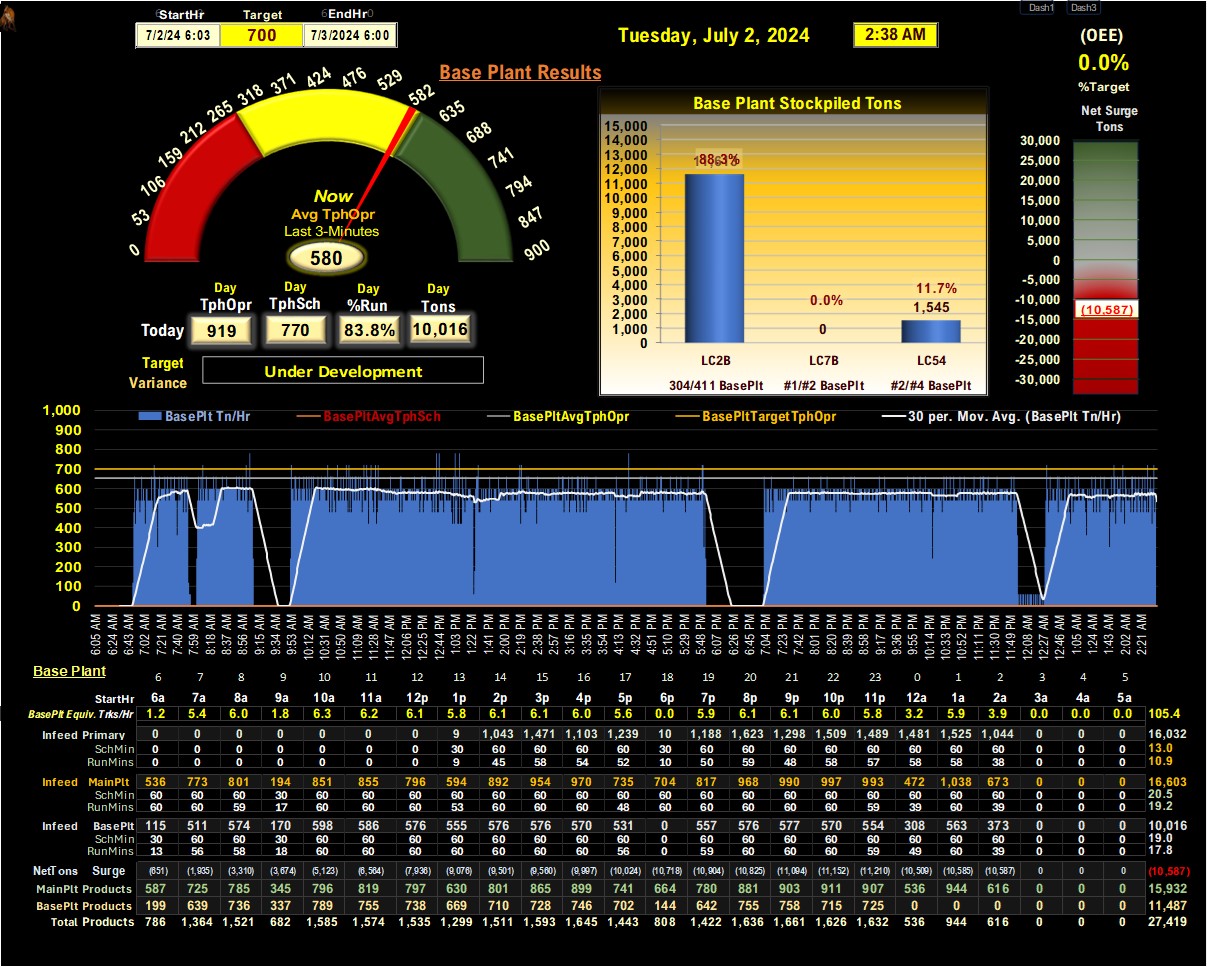 Dash1 Dash3
StartHr Target EndHr
7/2/24 6:03 700 7/3/2024 6:00
Tuesday, July 2, 2024 2:38 AM
(OEE)
0.0%
%Target
Base Plant Results
0 53 106 159 212 265 318 371 424 476 529 582 635 688 741 794 847 900
Now
Avg TphOpr
Last 3-Minutes
580
Day Day Day Day
TphOpr TphSch %Run Tons
Today 919 770 83.8% 10,016
Target
Variance
Under Development
Base Plant Stockpiled Tons
15,000
14,000
13,000
12,000
11,000
10,000
9,000
8,000
7,000
6,000
5,000
4,000
3,000
2,000
1,000
0
88.3%
0.0%
0
11.7%
1,545
LC2B LC7B LC54
304/411 BasePlt #1/#2 BasePlt #2/#4 BasePlt
Net Surge
Tons
30,000
25,000
20,000
15,000
10,000
5,000
0
-5,000
-10,000
(10,587)
-15,000
-20,000
-25,000
-30,000
BasePlt Tn/Hr BasePltAvgTphSch BasePltAvgTphOpr BasePltTargetTphOpr 30 per. Mov. Avg. (BasePlt Tn/Hr)
1,000
900
800
700
600
500
400
300
200
100
0
6:05 AM 6:24 AM 6:43 AM 7:02 AM 7:21 AM 7:40 AM 7:59 AM 8:18 AM 8:37 AM 8:56 AM 9:15 AM 9:34 AM 9:53 AM 10:12 AM 10:31 AM 10:50 AM 11:09 AM 11:28 AM 11:47 AM 12:06 PM 12:25 PM 12:44 PM 1:03 PM 1:22 PM 1:41 PM 2:00 PM 2:19 PM 2:38 PM 2:57 PM 3:16 PM 3:35 PM 3:54 PM 4:13 PM 4:32 PM 4:51 PM 5:10 PM 5:29 PM 5:48 PM 6:07 PM 6:26 PM 6:45 PM 7:04 PM 7:23 PM 7:42 PM 8:01 PM 8:20 PM 8:39 PM 8:58 PM 9:17 PM 9:36 PM 9:55 PM 10:14 PM 10:33 PM 10:52 PM 11:11 PM 11:30 PM 11:49 PM 12:08 AM 12:27 AM 12:46 AM 1:05 AM 1:24 AM 1:43 AM 2:02 AM 2:21 AM
Base Plant
6 7 8 9 10 11 12 13 14 15 16 17 18 19 20 21 22 23 0 1 2 3 4 5
StartHr 6a 7a 8a 9a 10a 11a 12p 1p 2p 3p 4p 5p 6p 7p 8p 9p 10p 11p 12a 1a 2a 3a 4a 5a
BasePlt Equiv. Trks/Hr 1.2 5.4 6.0 1.8 6.3 6.2 6.1 5.8 6.1 6.1 6.0 5.6 0.0 5.9 6.1 6.1 6.0 5.8 3.2 5.9 3.9 0.0 0.0 0.0 105.4
Infeed Primary 0 0 0 0 0 0 0 9 1,043 1,471 1,103 1,239 10 1,188 1,623 1,298 1,509 1,489 1,481 1,525 1,044 0 0 0 16,032
SchMin 0 0 0 0 0 0 0 30 60 60 60 60 30 60 60 60 60 60 60 60 60 0 0 0 13.0
RunMins 0 0 0 0 0 0 0 9 45 58 54 52 10 50 59 48 57 58 58 58 38 0 0 0 10.9
Infeed MainPlt 536 773 801 194 851 855 796 594 892 954 970 735 704 817 968 990 997 993 472 1,038 673 0 0 0 16,603
SchMin 60 60 60 30 60 60 60 60 60 60 60 60 60 60 60 60 60 60 60 60 60 0 0 0 20.5
RunMins 60 60 59 17 60 60 60 53 60 60 60 48 60 60 60 60 60 59 36 60 39 0 0 0 19.2
Infeed BasePlt 115 511 574 170 598 586 576 555 576 576 570 531 0 557 576 577 570 554 308 563 373 0 0 0 10,016
SchMin 30 60 60 30 60 60 60 60 60 60 60 60 0 60 60 60 60 60 60 60 60 0 0 0 19.0
RunMins 13 56 58 18 60 60 60 60 60 60 60 56 0 59 60 60 60 59 49 60 39 0 0 0 17.8
NetTons Surge (651) (1,935) (3,310) (3,674) (5,123) (6,564) (7,936) (9,076) (9,501) (9,560) (9,997) (10,024) (10,718) (10,904) (10,825) (11,094) (11,152) (11,210) (10,509) (10,585) (10,587) 0 0 0 (10,587)
MainPlt Products 587 725 785 345 796 819 797 630 801 865 899 741 664 780 881 903 911 907 536 944 616 0 0 0 15,932
BasePlt Products 199 639 736 337 789 755 738 669 710 728 746 702 144 642 755 758 715 725 0 0 0 0 0 0 11,487
Total Products 786 1,364 1,521 682 1,585 1,574 1,535 1,299 1,511 1,593 1,645 1,443 808 1,422 1,636 1,661 1,626 1,632 536 944 616 0 0 0 27,419